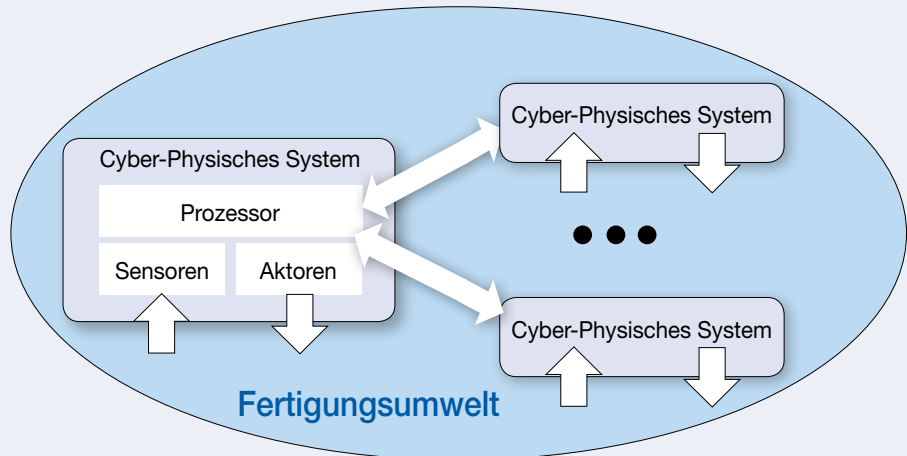 Cyber-Physisches System
Prozessor
Sensoren
Aktoren
Cyber-Physisches System
Cyber-Physisches System
Fertigungsumwelt